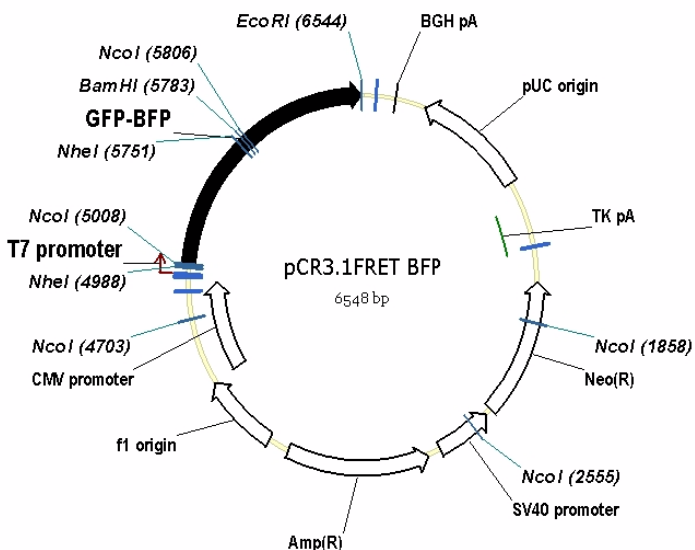 EcoRI (6544)
BGH pA
NcoI (5806)
BamHI (5783)
pUC origin
GFP-BFP
NheI (5751)
NcoI (5008)
TK pA
T7 promoter
pCR3.1FRET BFP
NheI (4988)
6548 bp
NcoI (4703)
NcoI (1858)
CMV promoter
Neo(R)
f1 origin
NcoI (2555)
SV40 promoter
Amp(R)